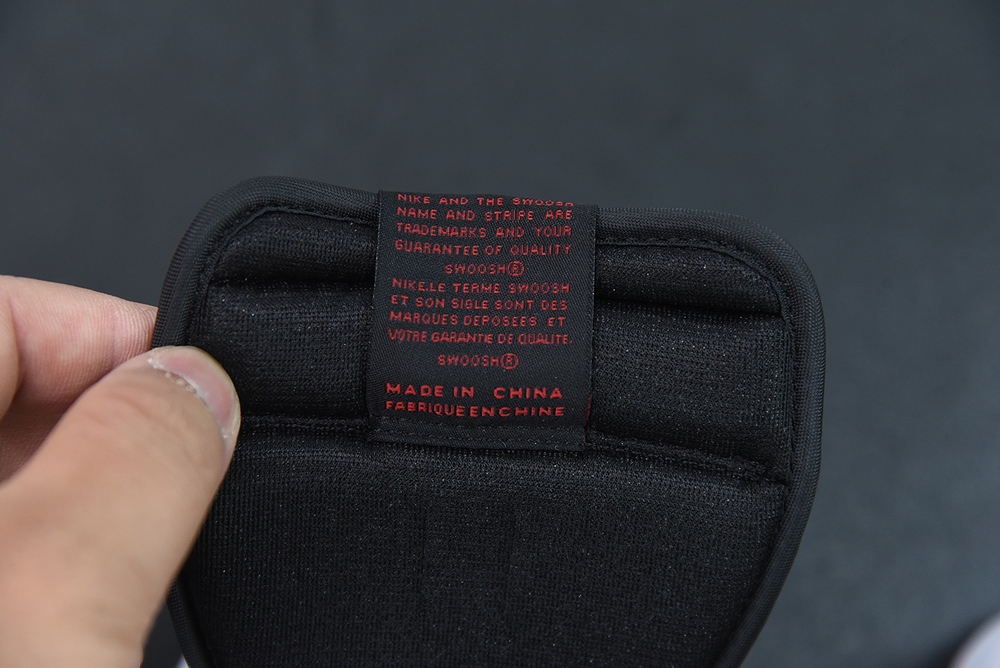 NIKE AND THE SWOOSH
NAME AND STRIPE ARE
TRADEMARKS AND YOUR
GUARANTEE OF QUALITY
SWOOSH®
NIKE.LE TERME SWOOSH
ET SON SIGLE SONT DES
MARQUES DEPOSEES ET
VOTRE GARANTIE DE QUALITE.
SWOOSH®
MADE IN CHINA
FABRIQUEENCHINE